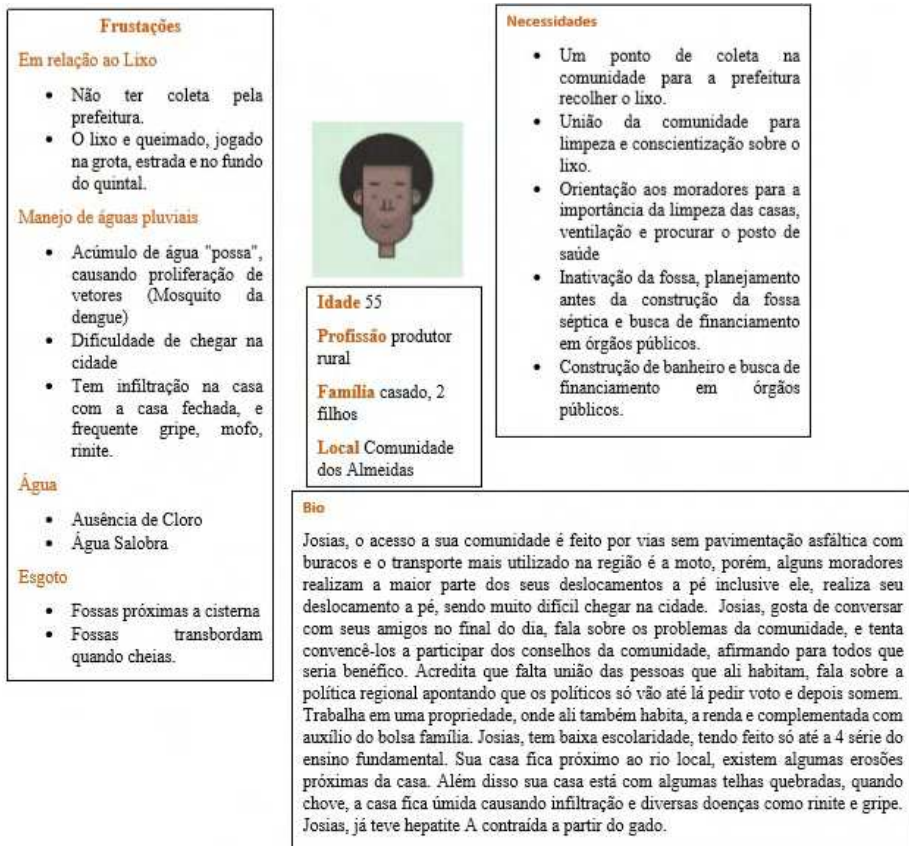 Frustações
Em relação ao Lixo
• Não ter coleta pela
prefeitura.
• O lixo e queimado, jogado
na grota, estrada e no fundo
do quintal.
Manejo de águas pluviais
• Acúmulo de água "possa",
causando proliferação de
vetores (Mosquito da
dengue)
• Dificuldade de chegar na
cidade
• Tem infiltração na casa
com a casa fechada, e
frequente gripe, mofo,
rinite.
Água
• Ausência de Cloro
• Água Salobra
Esgoto
• Fossas próximas a cisterna
• Fossas transbordam
quando cheias.
Idade 55
Profissão produtor
rural
Família casado, 2
filhos
Local Comunidade
dos Almeidas
Necessidades
• Um ponto de coleta na
comunidade para a prefeitura
recolher o lixo.
• União da comunidade para
limpeza e conscientização sobre o
lixo.
• Orientação aos moradores para a
importância da limpeza das casas,
ventilação e procurar o posto de
saúde
• Inativação da fossa, planejamento
antes da construção da fossa
séptica e busca de financiamento
em órgãos públicos.
• Construção de banheiro e busca de
financiamento em órgãos
públicos.
Bio
Josias, o acesso a sua comunidade é feito por vias sem pavimentação asfáltica com
buracos e o transporte mais utilizado na região é a moto, porém, alguns moradores
realizam a maior parte dos seus deslocamentos a pé inclusive ele, realiza seu
deslocamento a pé, sendo muito difícil chegar na cidade. Josias, gosta de conversar
com seus amigos no final do dia, fala sobre os problemas da comunidade, e tenta
convencê-los a participar dos conselhos da comunidade, afirmando para todos que
seria benéfico. Acredita que falta união das pessoas que ali habitam, fala sobre a
política regional apontando que os políticos só vão até lá pedir voto e depois somem.
Trabalha em uma propriedade, onde ali também habita, a renda e complementada com
auxílio do bolsa família. Josias, tem baixa escolaridade, tendo feito só até a 4 série do
ensino fundamental. Sua casa fica próximo ao rio local, existem algumas erosões
próximas da casa. Além disso sua casa está com algumas telhas quebradas, quando
chove, a casa fica úmida causando infiltração e diversas doenças como rinite e gripe.
Josias, já teve hepatite A contraída a partir do gado.